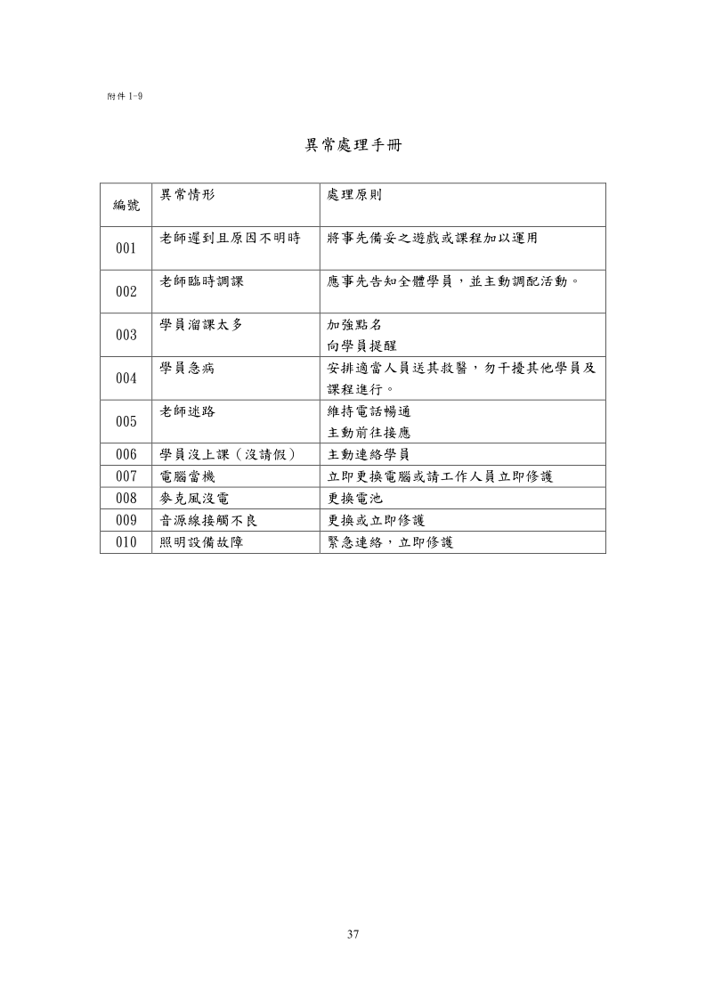 附件 1-9
異常處理手冊
編號 異常情形 處理原則
001 老師遲到且原因不明時 將事先備妥之遊戲或課程加以運用
002 老師臨時調課 應事先告知全體學員，並主動調配活動。
003 學員溜課太多 加強點名
向學員提醒
004 學員急病 安排適當人員送其救醫，勿干擾其他學員及
課程進行。
005 老師迷路 維持電話暢通
主動前往接應
006 學員沒上課（沒請假） 主動連絡學員
007 電腦當機 立即更換電腦或請工作人員立即修護
008 麥克風沒電 更換電池
009 音源線接觸不良 更換或立即修護
010 照明設備故障 緊急連絡，立即修護
37